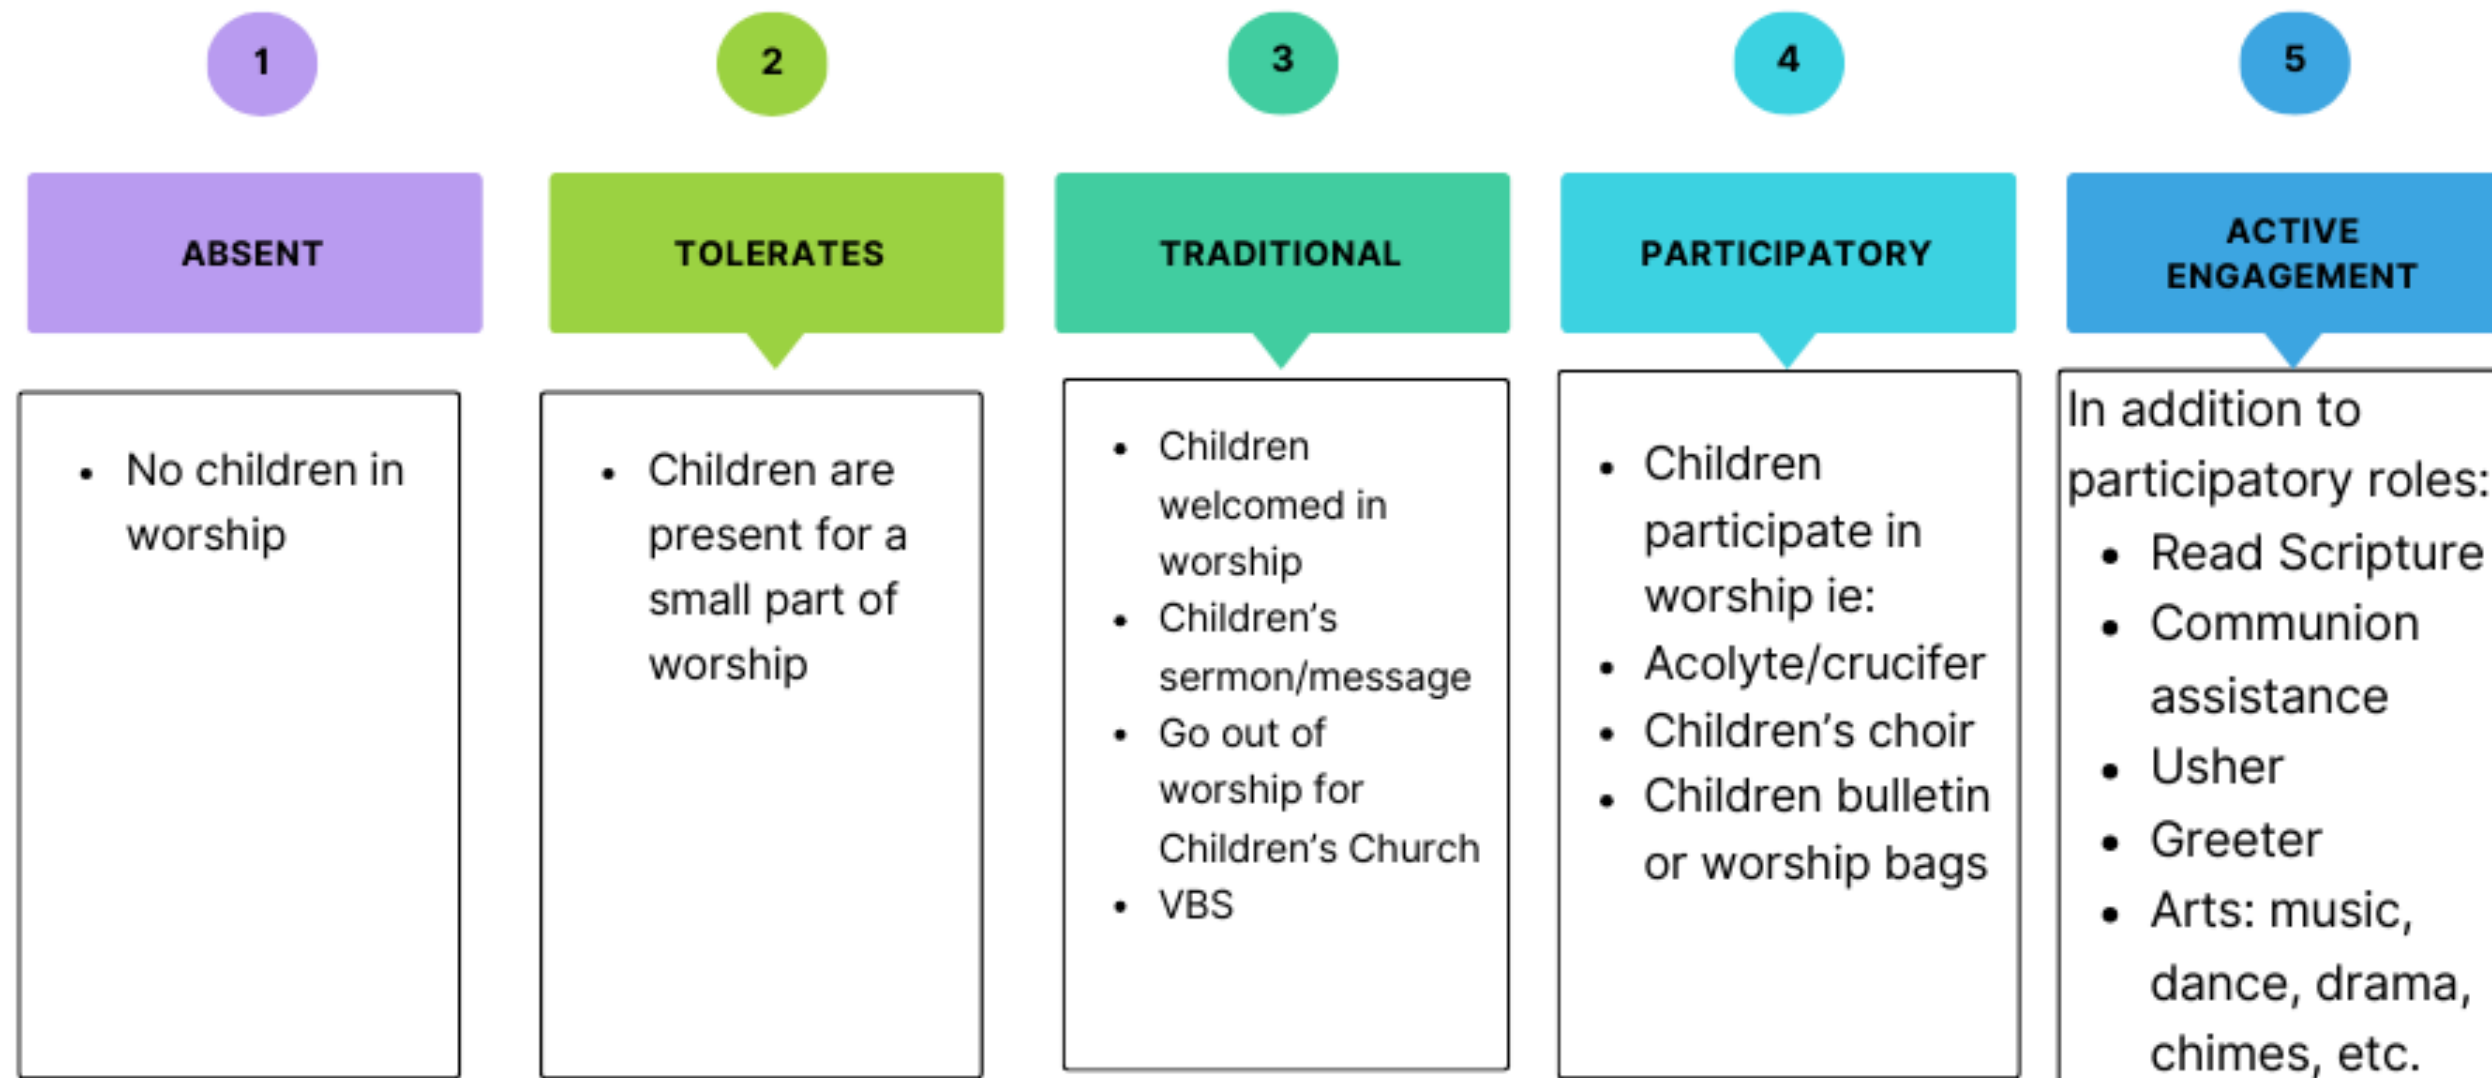 1
ABSENT
• No children in
worship
2
TOLERATES
• Children are
present for a
small part of
worship
3
TRADITIONAL
• Children
welcomed in
worship
• Children’s
sermon/message
• Go out of
worship for
Children’s Church
• VBS
4
PARTICIPATORY
• Children
participate in
worship ie:
• Acolyte/crucifer
• Children’s choir
• Children bulletin
or worship bags
5
ACTIVE
ENGAGEMENT
In addition to
participatory roles:
• Read Scripture
• Communion
assistance
• Usher
• Greeter
• Arts: music,
dance, drama,
chimes, etc.